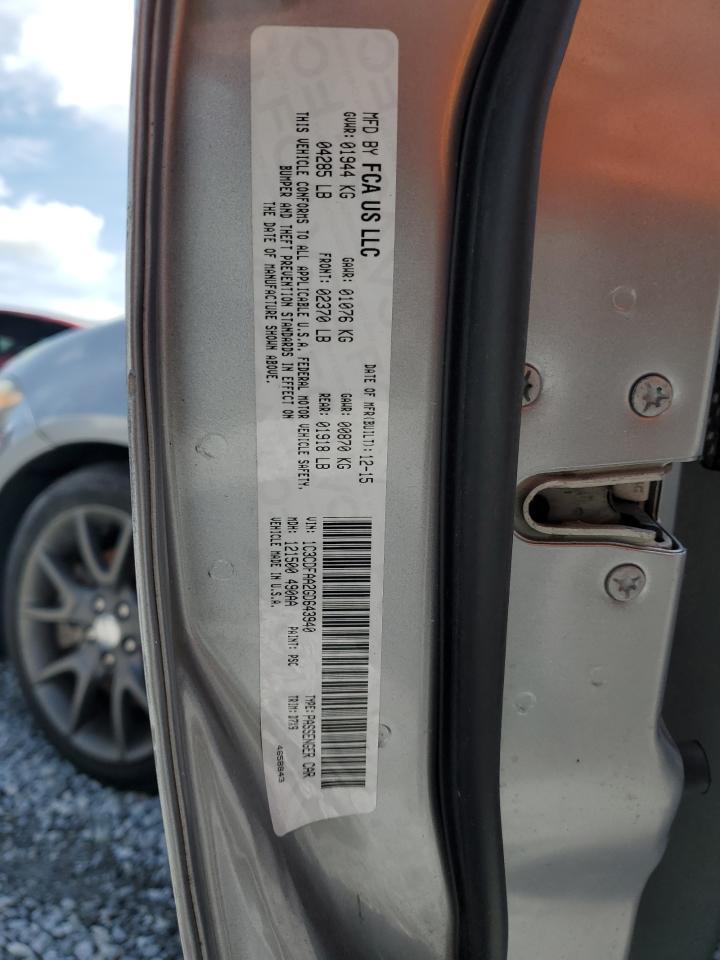 MFD BY FCA US LLC
DATE OF MFR(BUILT): 12-15
GVWR: 01944 KG
GAWR: 01076 KG
GAWR: 00870 KG
04285 LB
FRONT: 02370 LB
REAR: 01918 LB
THIS VEHICLE CONFORMS TO ALL APPLICABLE U.S.A. FEDERAL MOTOR VEHICLE SAFETY,
BUMPER AND THEFT PREVENTION STANDARDS IN EFFECT ON
THE DATE OF MANUFACTURE SHOWN ABOVE.
VIN: 1C3CDFAA2GD643940
TYPE: PASSENGER CAR
MDH: 121500 490AA
PAINT: PSC
TRIM: D7X9
VEHICLE MADE IN U.S.A.
4658843